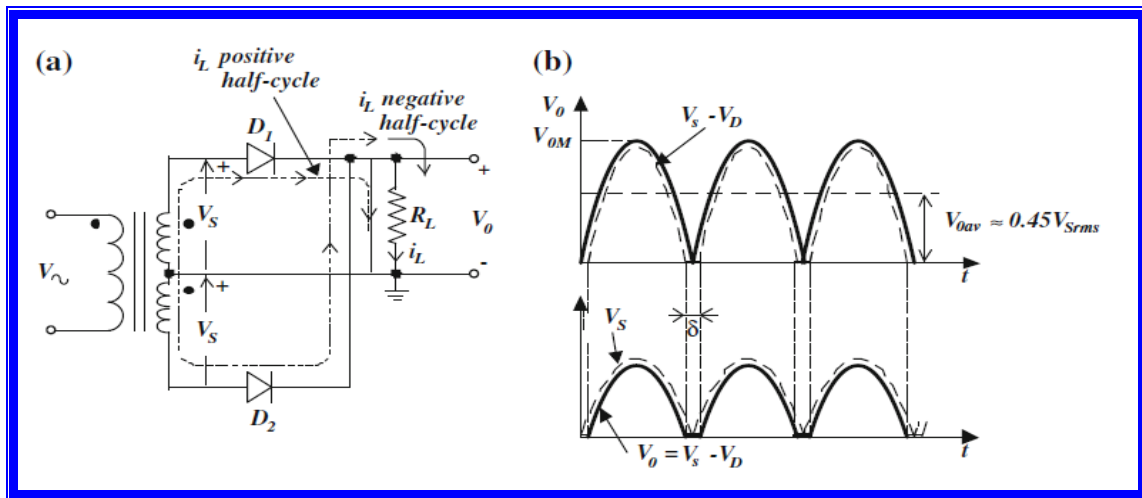 (a)
i_L positive
half-cycle
i_L negative
half-cycle
D_1
+
+
V_S
R_L
V_0
V
i_L
-
+
V_S
D_2
(b)
V_0
V_s - V_D
V_0M
V_0av ≈ 0.45V_Srms
t
V_S
δ
V_0 = V_s - V_D
t